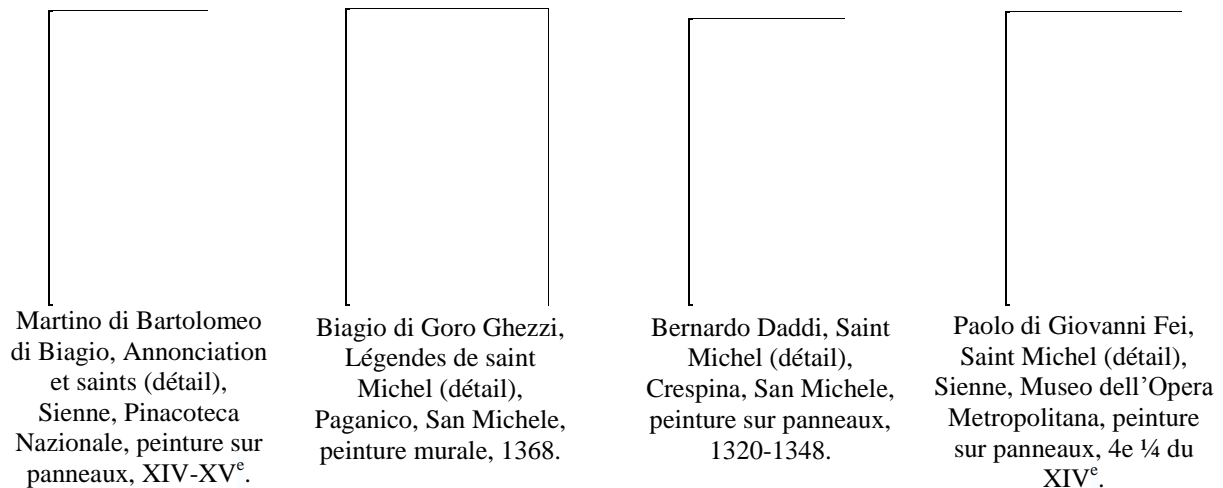 Martino di Bartolomeo
di Biagio, Annonciation
et saints (détail),
Sienne, Pinacoteca
Nazionale, peinture sur
panneaux, XIV-XVe.
Biagio di Goro Ghezzi,
Légendes de saint
Michel (détail),
Paganico, San Michele,
peinture murale, 1368.
Bernardo Daddi, Saint
Michel (détail),
Crespina, San Michele,
peinture sur panneaux,
1320-1348.
Paolo di Giovanni Fei,
Saint Michel (détail),
Sienne, Museo dell’Opera
Metropolitana, peinture
sur panneaux, 4e ¼ du
XIVe.